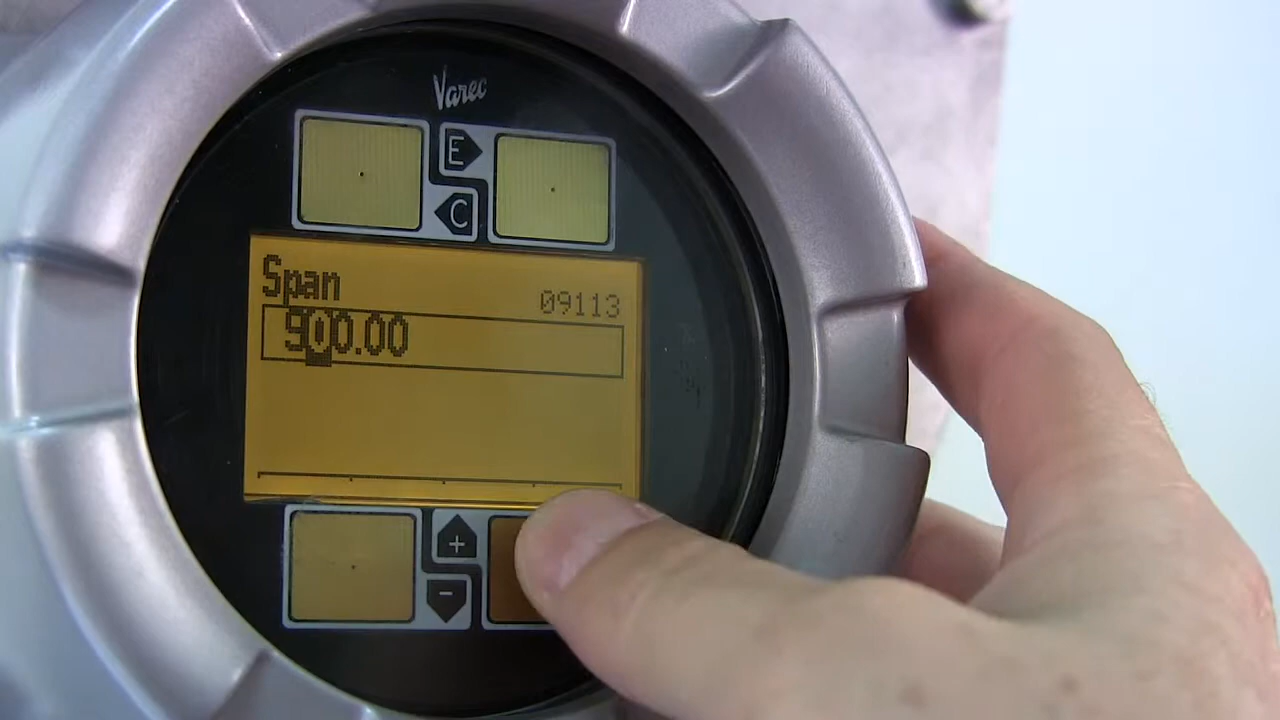 Varec
E
C
Span
09113
900.00
+
-